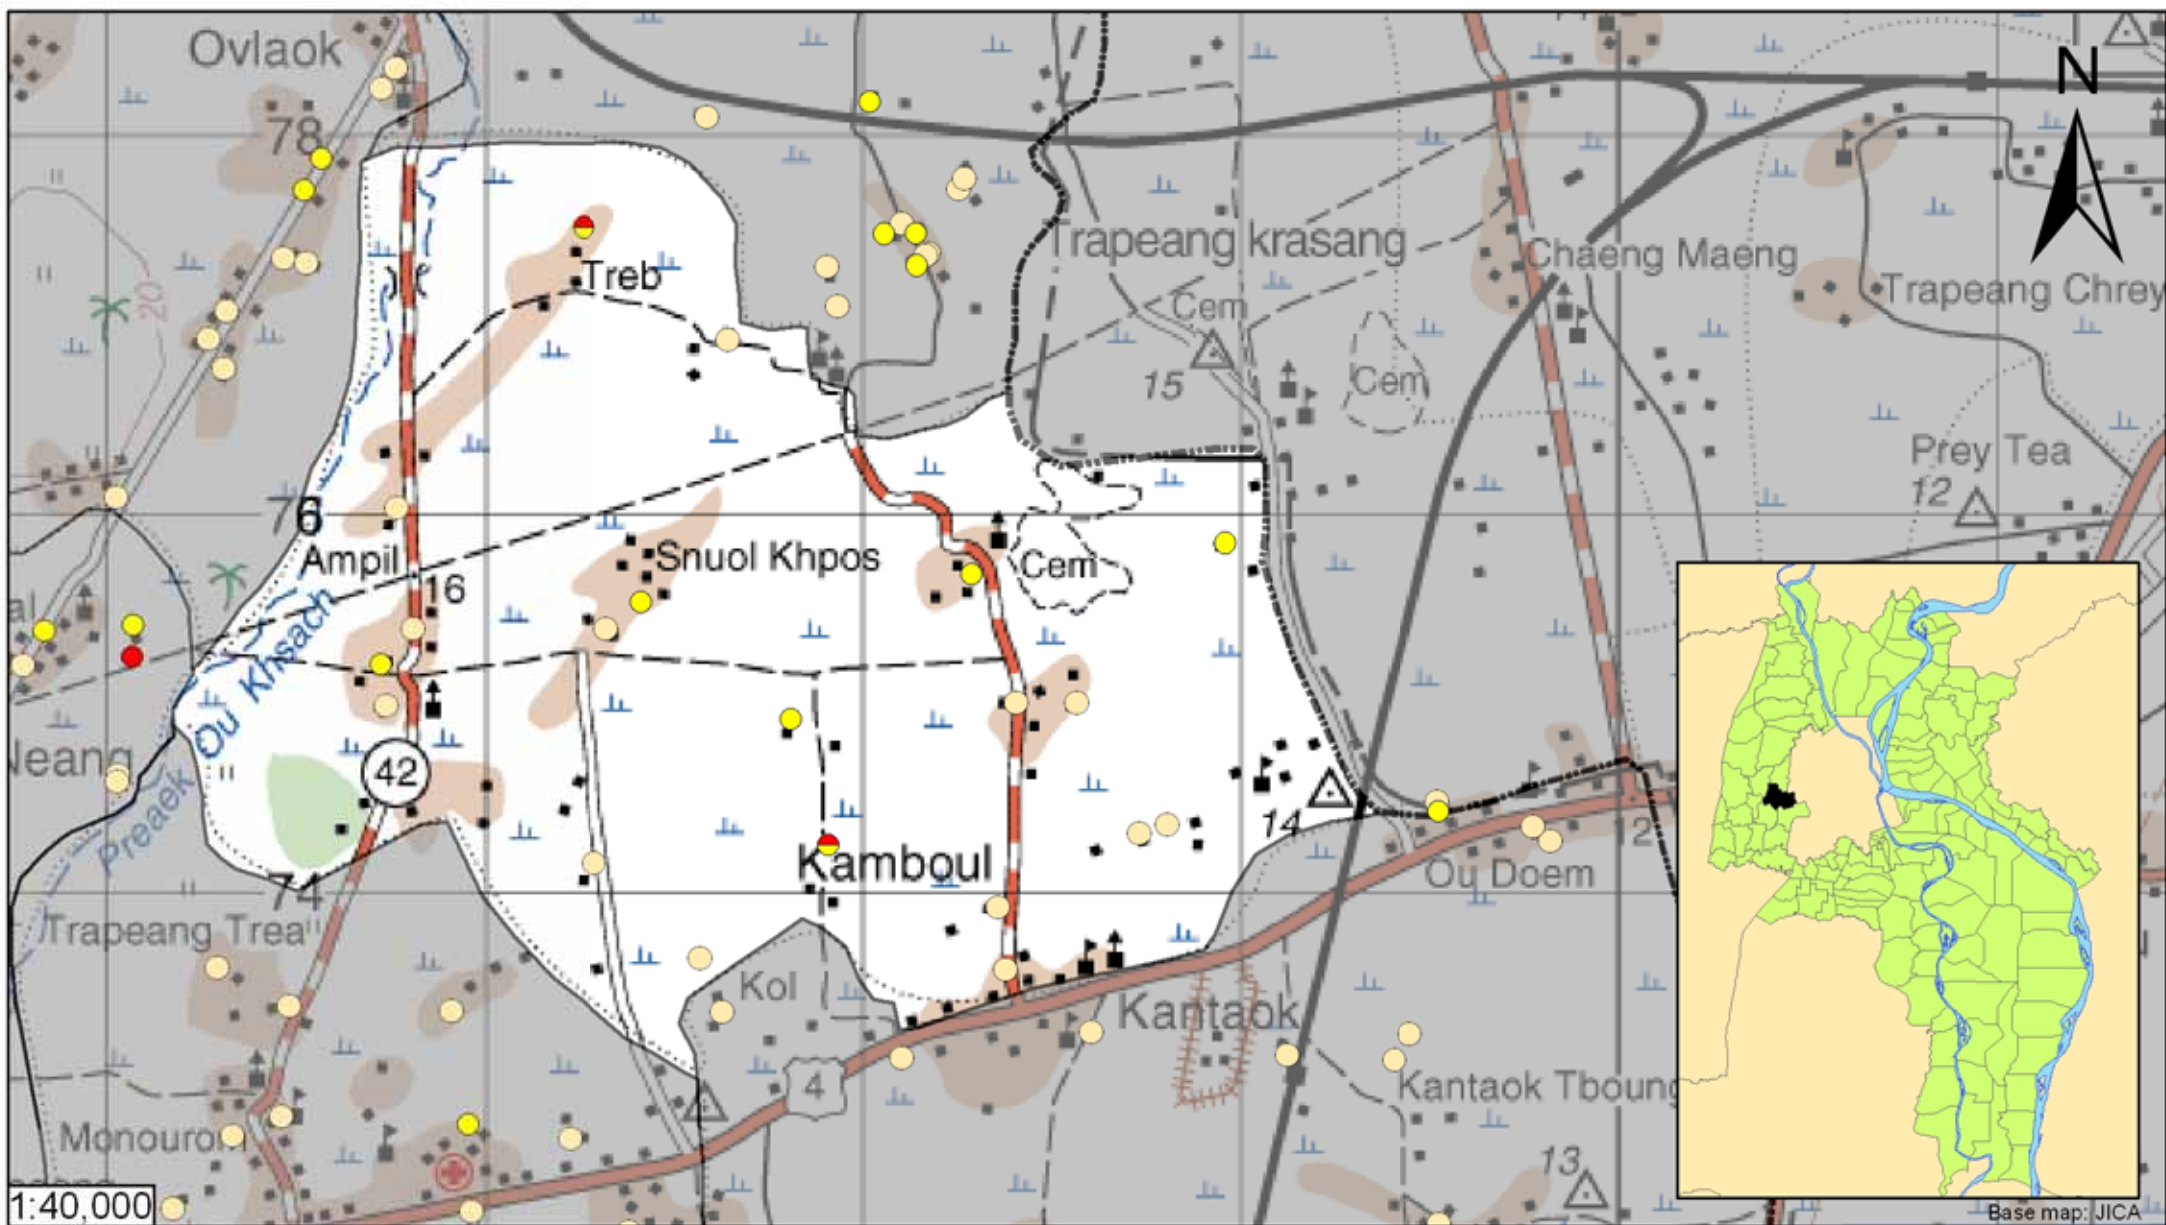 Ovlaok
N
78
Trapeang krasang
Chaeng Maeng
Treb
20
Cem
Trapeang Chrey
15
Cem
Prey Tea
12
76
Ampil
Snuol Khpos
Cem
16
Ou Khsach
Preaek
42
14
Kamboul
12
Ou Doem
74
Trapeang Trea
Kol
Kantaok
4
Kantaok Tboung
Monourom
13
1:40,000
Base map: JICA